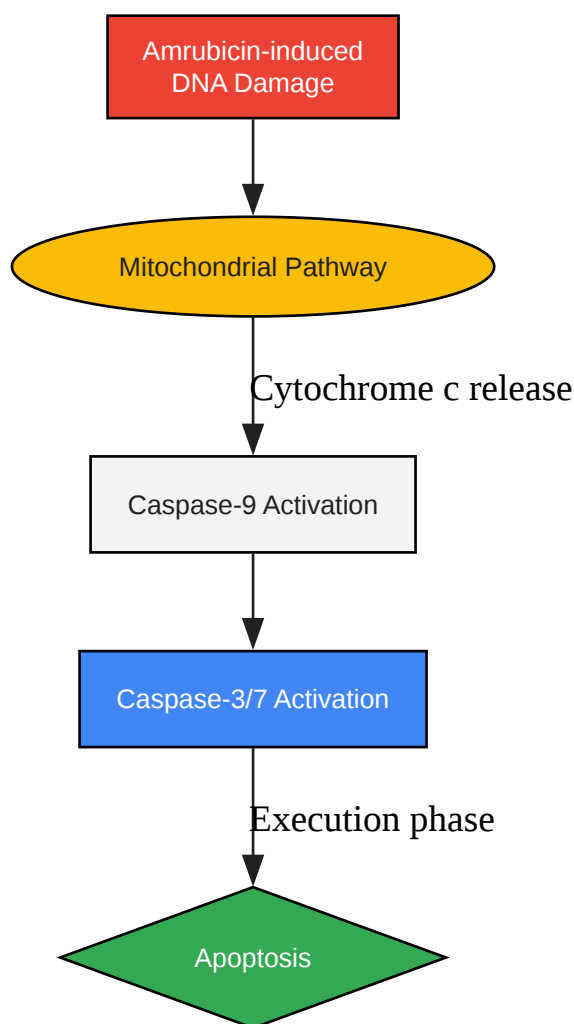 Amrubicin-induced
DNA Damage
Mitochondrial Pathway
Cytochrome c release
Caspase-9 Activation
Caspase-3/7 Activation
Execution phase
Apoptosis